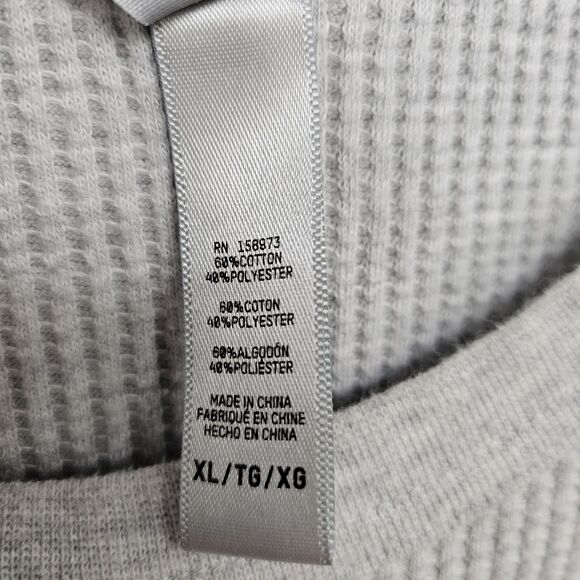 RN 158973
60%COTTON
40%POLYESTER
60%COTON
40%POLYESTER
60%ALGODÓN
40%POLIÉSTER
MADE IN CHINA
FABRIQUÉ EN CHINE
HECHO EN CHINA
XL/TG/XG